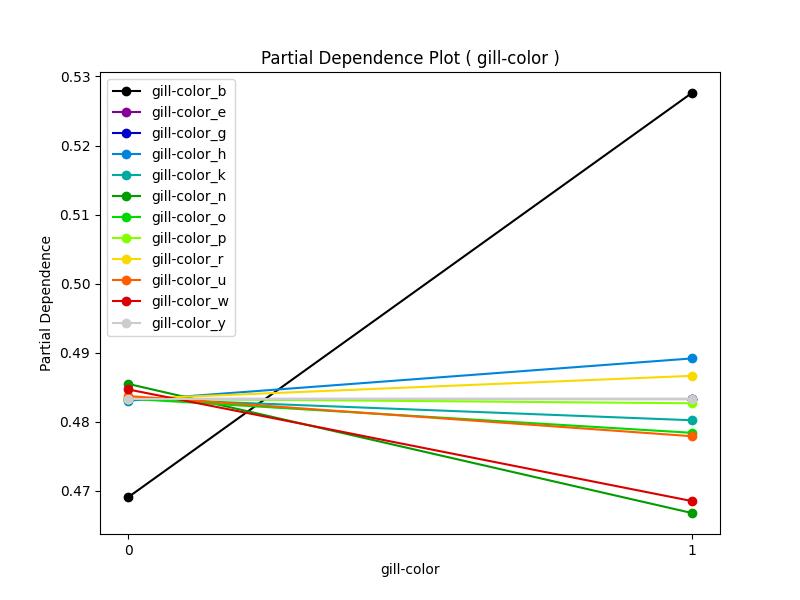 Partial Dependence Plot ( gill-color )
0.53
0.52
0.51
0.50
0.49
0.48
0.47
Partial Dependence
gill-color_b
gill-color_e
gill-color_g
gill-color_h
gill-color_k
gill-color_n
gill-color_o
gill-color_p
gill-color_r
gill-color_u
gill-color_w
gill-color_y
0
1
gill-color